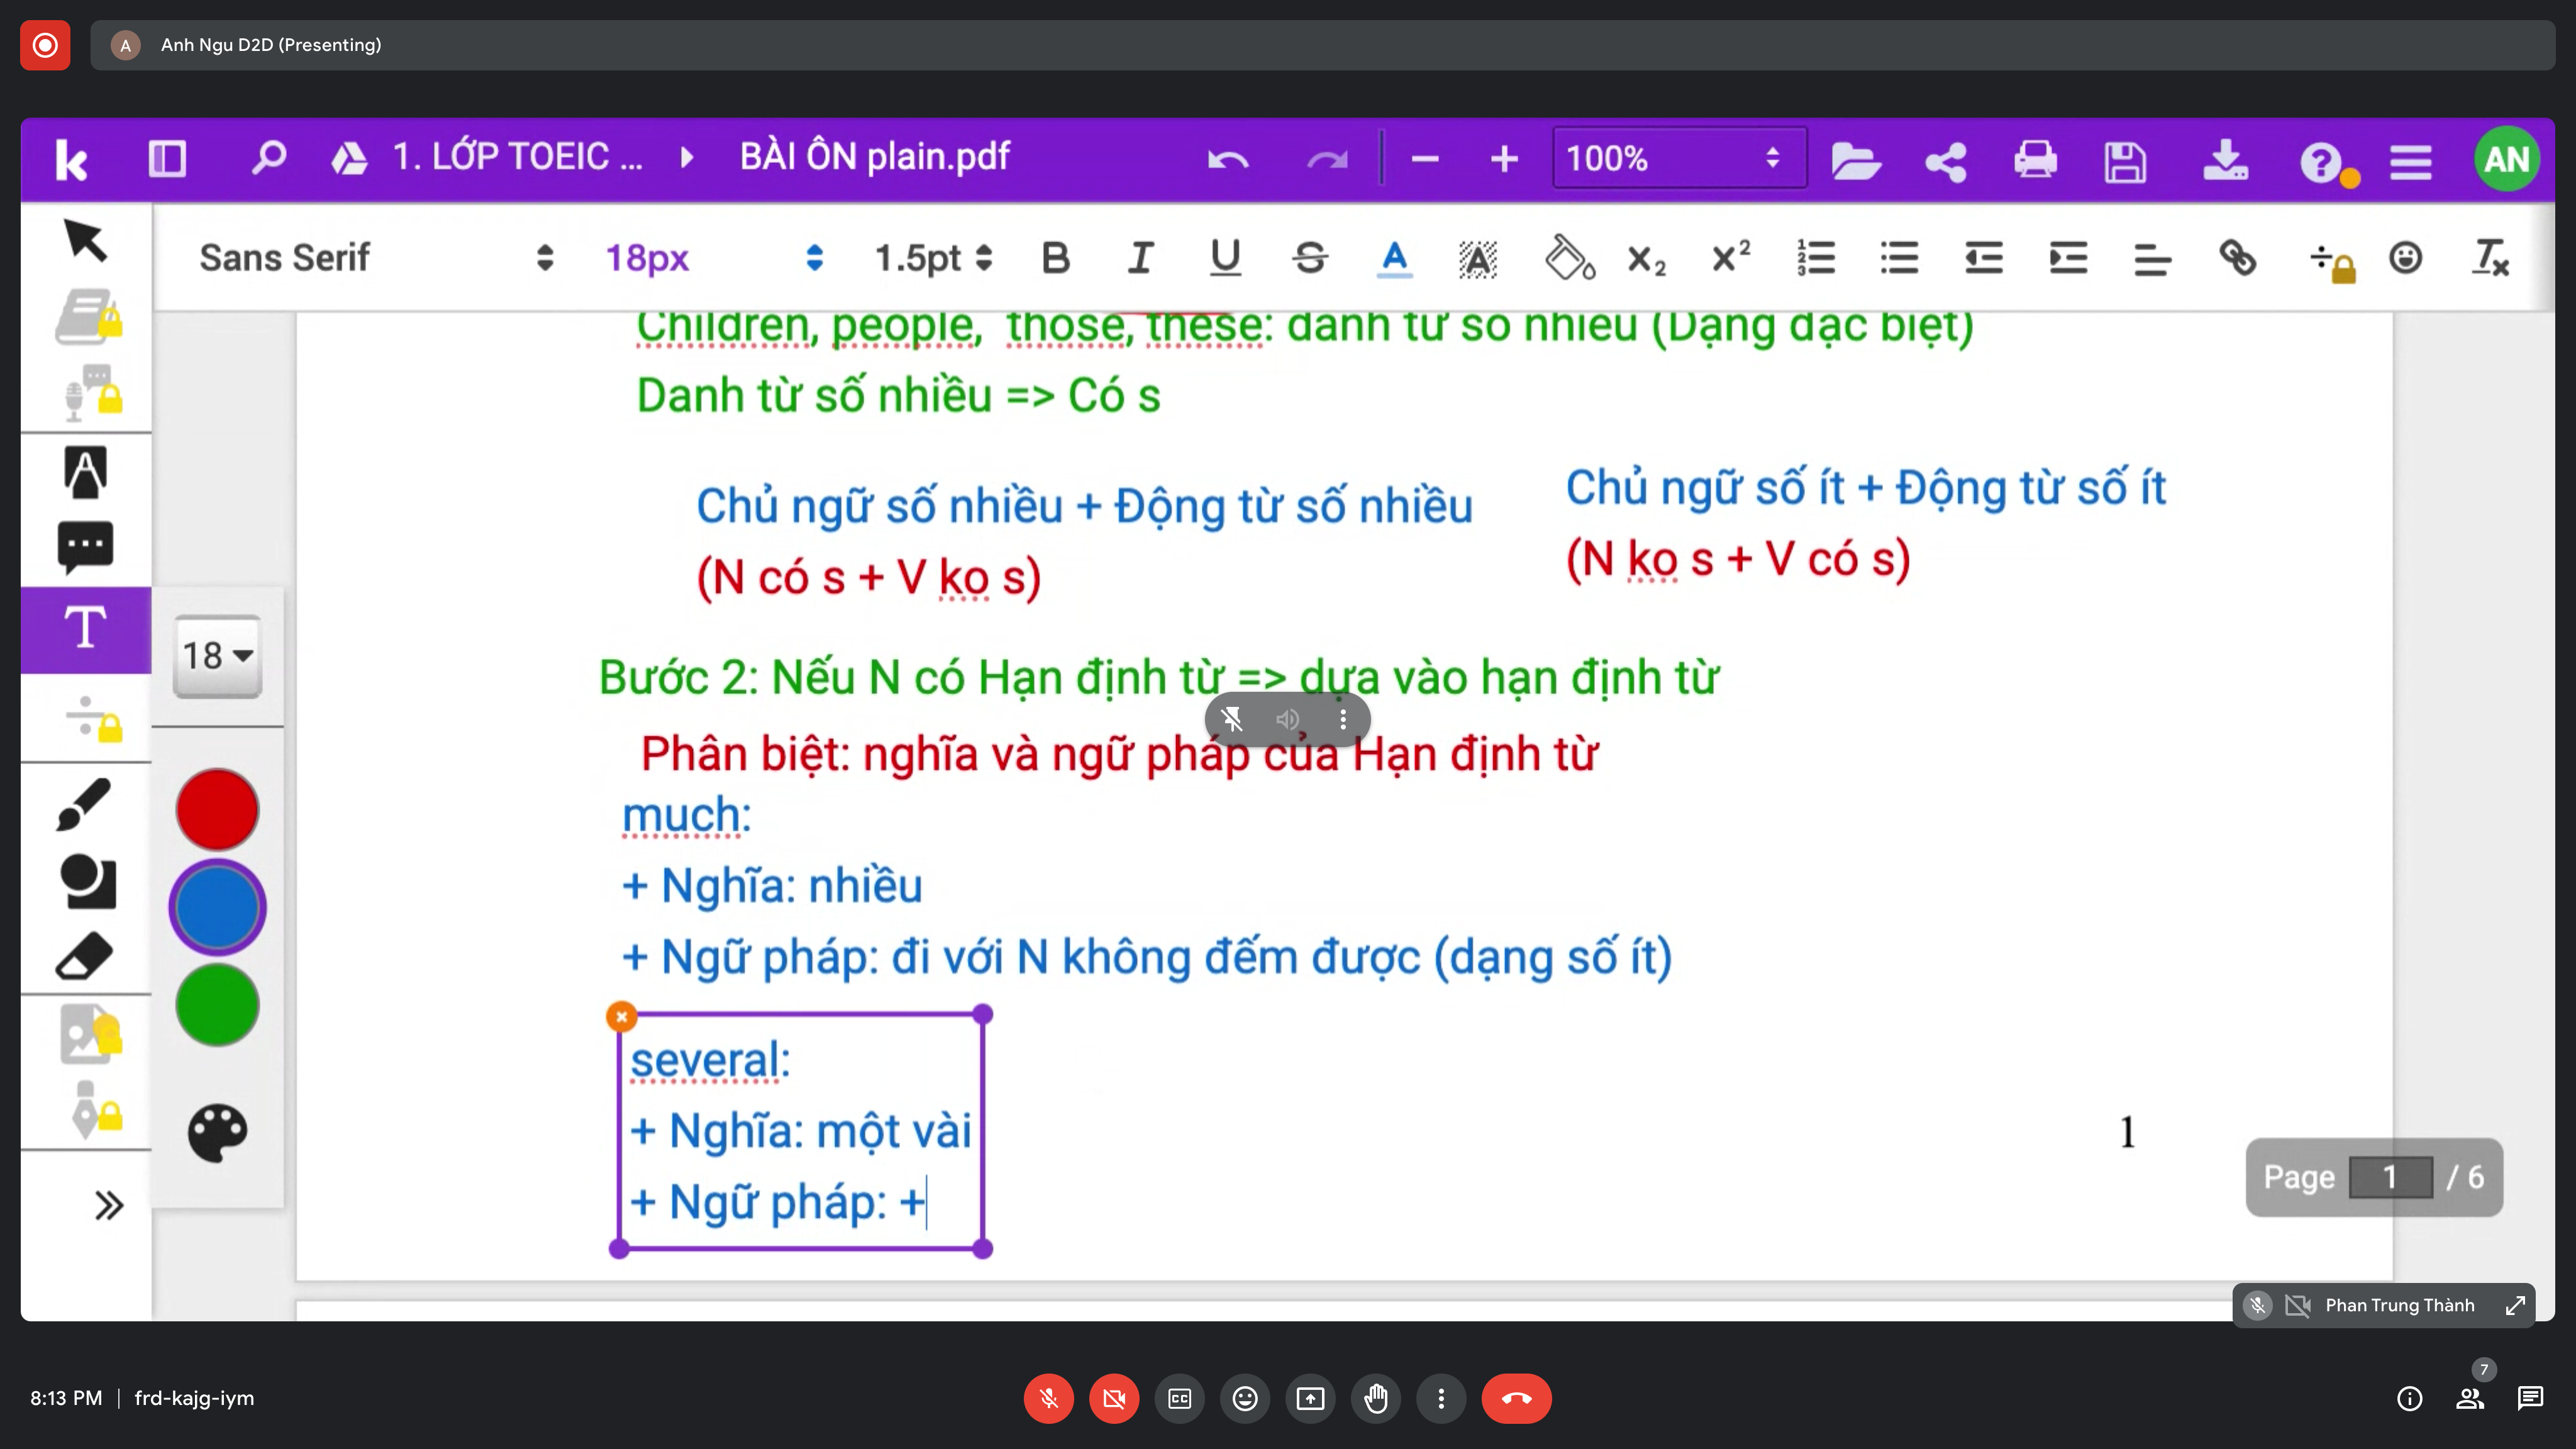 Anh Ngu D2D (Presenting)
1. LỚP TOEIC ...
BÀI ÔN plain.pdf
100%
AN
Sans Serif
18px
1.5pt
18
Children, people, those, these: danh từ số nhiều (Dạng đặc biệt)
Danh từ số nhiều => Có s
Chủ ngữ số nhiều + Động từ số nhiều
(N có s + V ko s)
Chủ ngữ số ít + Động từ số ít
(N ko s + V có s)
Bước 2: Nếu N có Hạn định từ => dựa vào hạn định từ
Phân biệt: nghĩa và ngữ pháp của Hạn định từ
much:
+ Nghĩa: nhiều
+ Ngữ pháp: đi với N không đếm được (dạng số ít)
several:
+ Nghĩa: một vài
+ Ngữ pháp: +
1
Page 1 / 6
Phan Trung Thành
8:13 PM | frd-kajg-iym
7